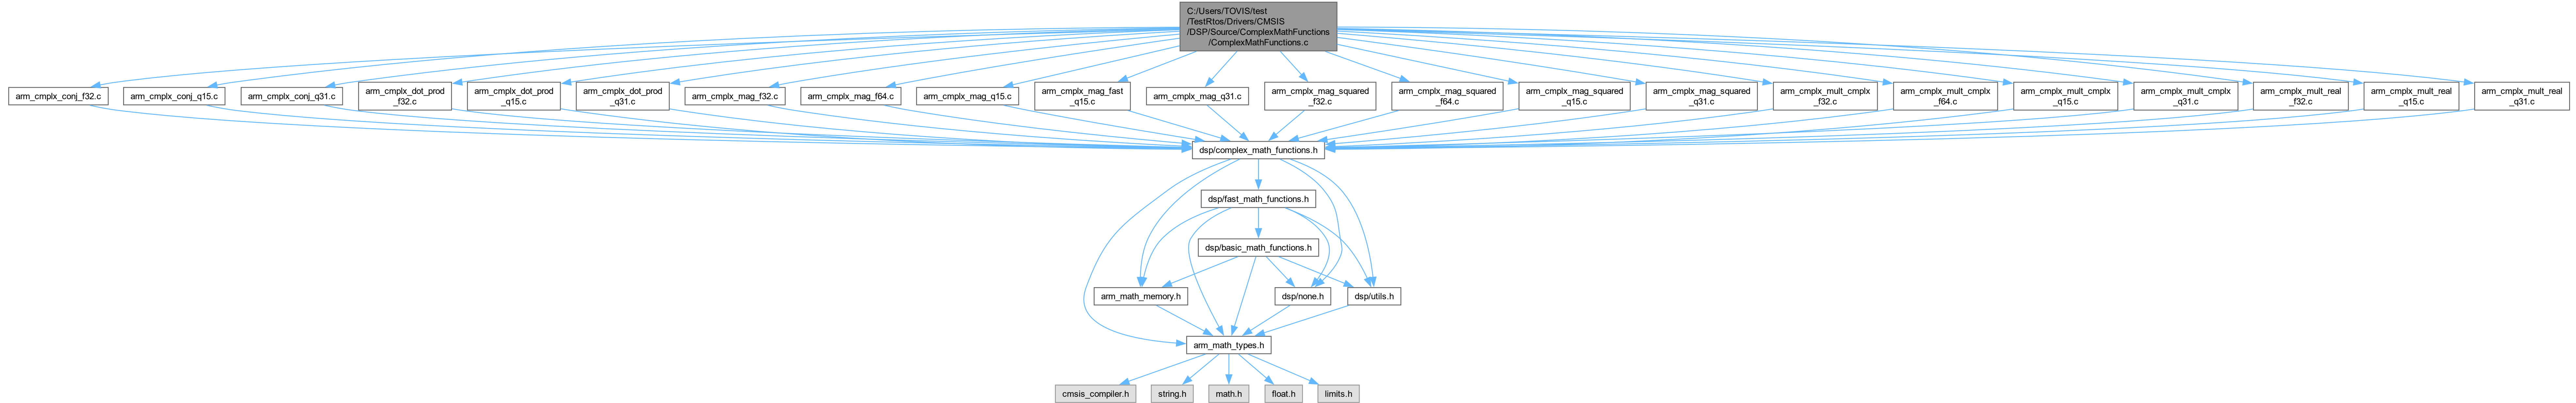 C:/Users/TOVIS/test
/TestRtos/Drivers/CMSIS
/DSP/Source/ComplexMathFunctions
/ComplexMathFunctions.c
arm_cmplx_conj_f32.c
arm_cmplx_conj_q15.c
arm_cmplx_conj_q31.c
arm_cmplx_dot_prod
_f32.c
arm_cmplx_dot_prod
_q15.c
arm_cmplx_dot_prod
_q31.c
arm_cmplx_mag_f32.c
arm_cmplx_mag_f64.c
arm_cmplx_mag_q15.c
arm_cmplx_mag_fast
_q15.c
arm_cmplx_mag_q31.c
arm_cmplx_mag_squared
_f32.c
arm_cmplx_mag_squared
_f64.c
arm_cmplx_mag_squared
_q15.c
arm_cmplx_mag_squared
_q31.c
arm_cmplx_mult_cmplx
_f32.c
arm_cmplx_mult_cmplx
_f64.c
arm_cmplx_mult_cmplx
_q15.c
arm_cmplx_mult_cmplx
_q31.c
arm_cmplx_mult_real
_f32.c
arm_cmplx_mult_real
_q15.c
arm_cmplx_mult_real
_q31.c
dsp/complex_math_functions.h
dsp/fast_math_functions.h
dsp/basic_math_functions.h
arm_math_memory.h
dsp/none.h
dsp/utils.h
arm_math_types.h
cmsis_compiler.h
string.h
math.h
float.h
limits.h